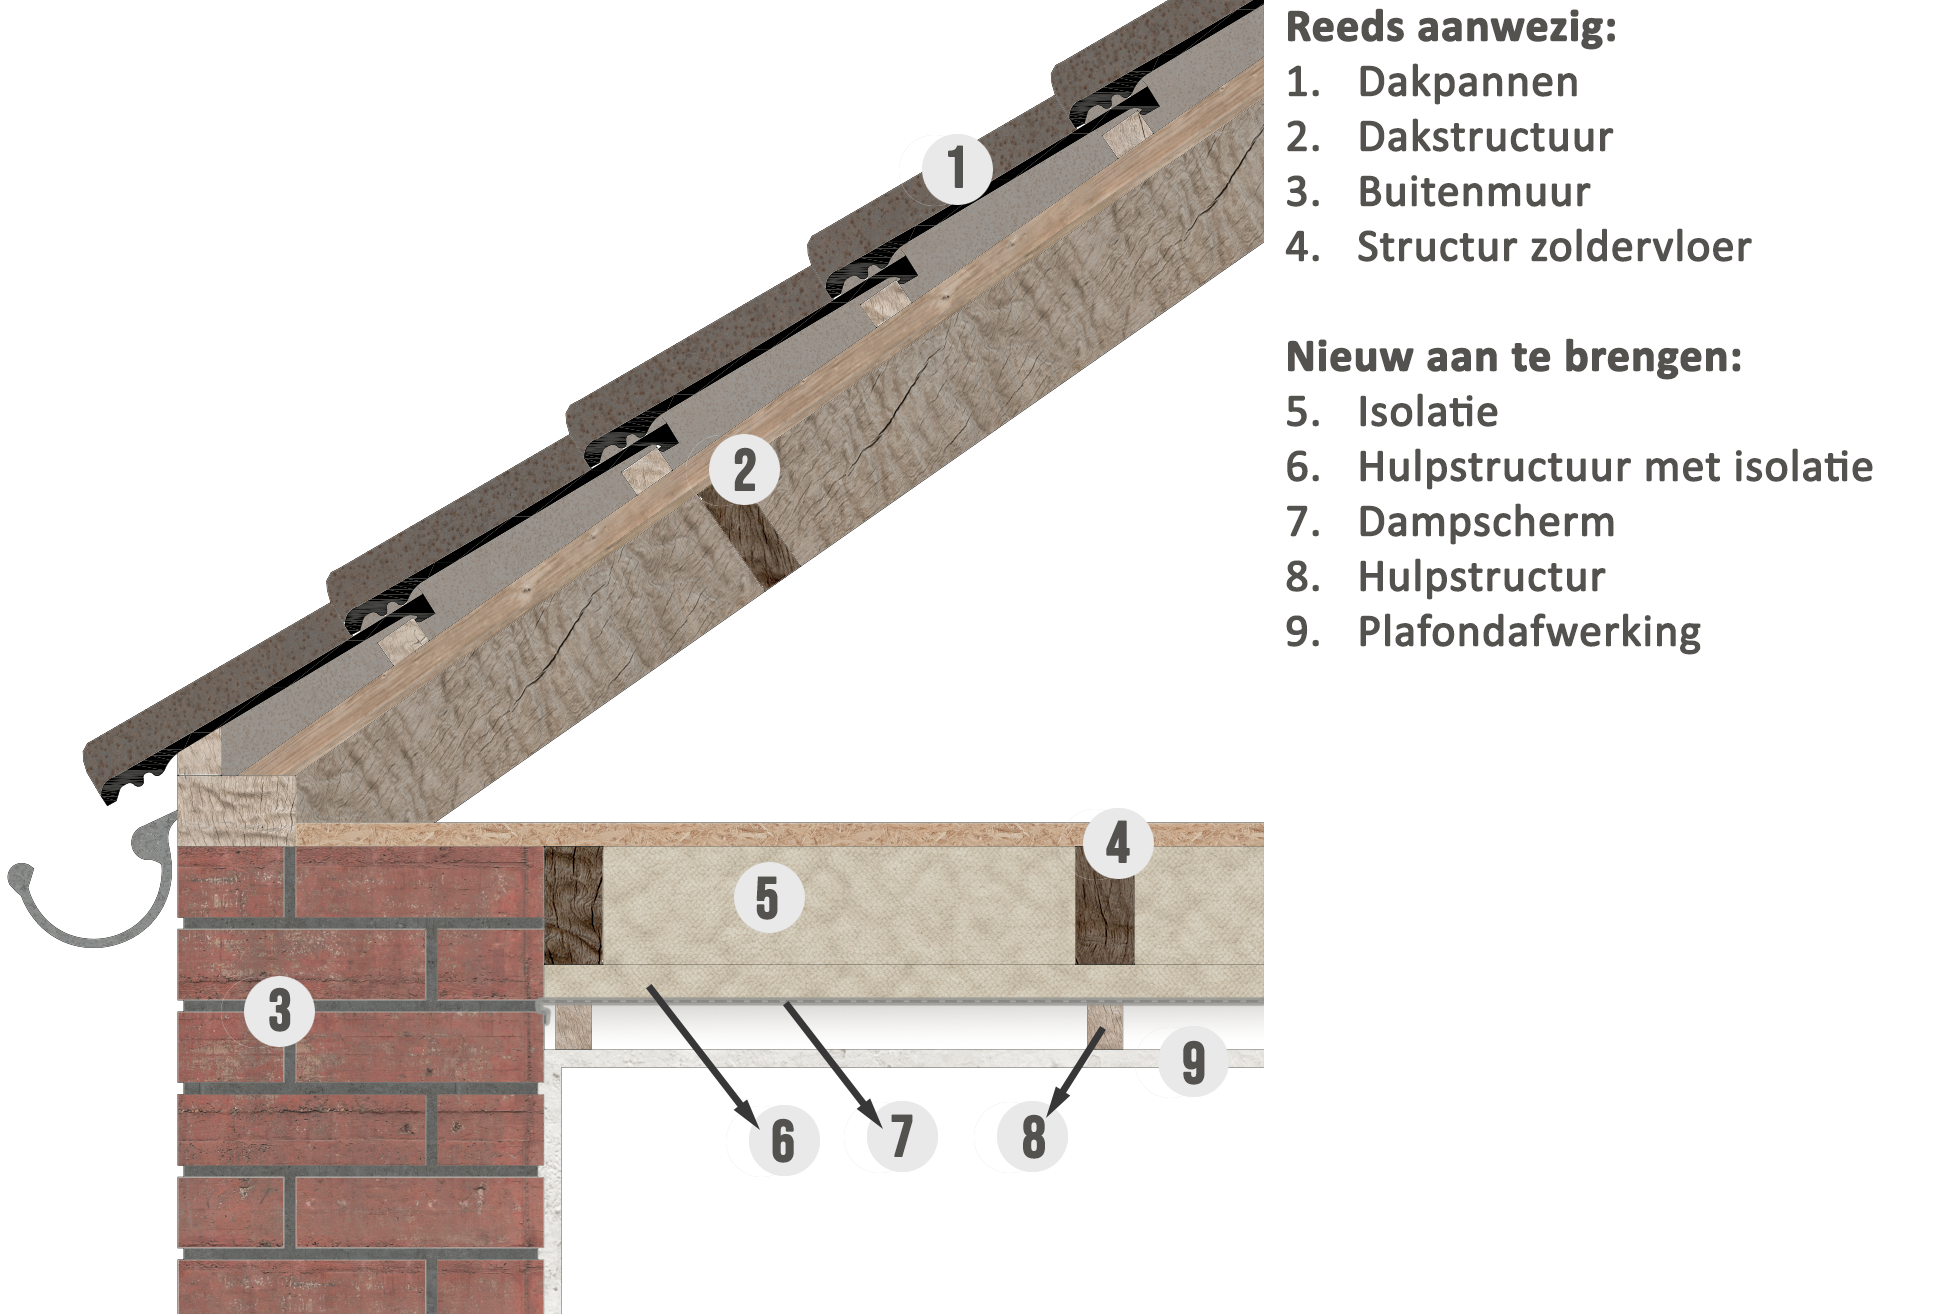 Reeds aanwezig:
1. Dakpannen
2. Dakstructuur
3. Buitenmuur
4. Structur zoldervloer
Nieuw aan te brengen:
5. Isolatie
6. Hulpstructuur met isolatie
7. Dampscherm
8. Hulpstructur
9. Plafondafwerking
1
2
4
5
3
9
6
7
8